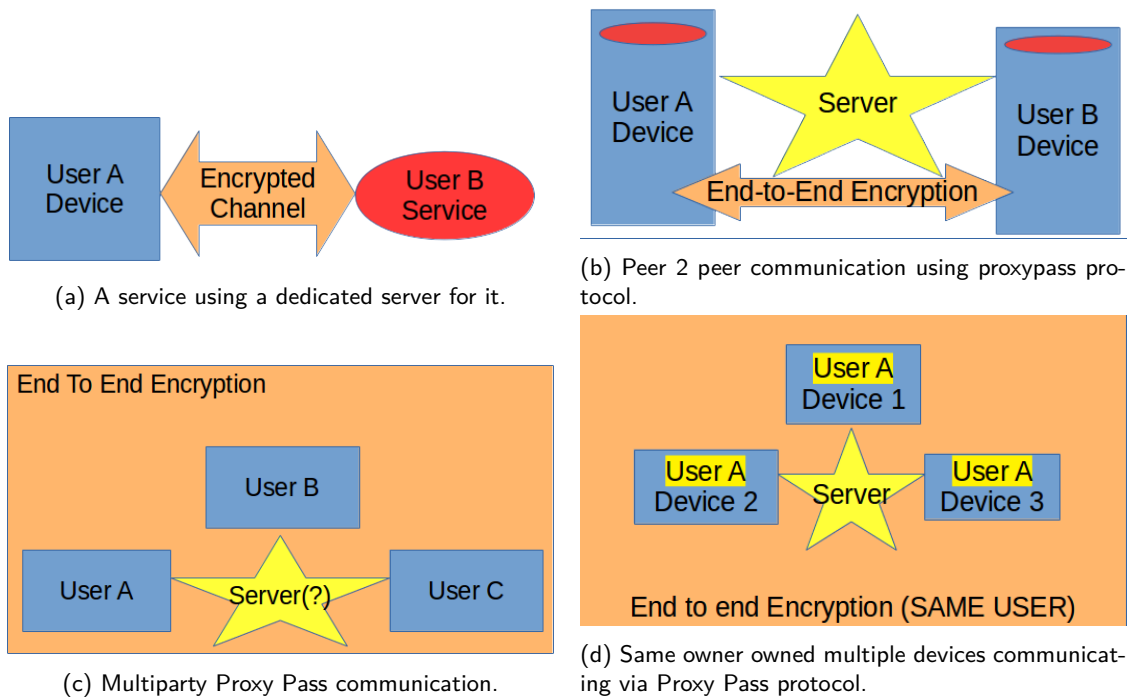 User A
Device
Encrypted
Channel
User B
Service
(a) A service using a dedicated server for it.
User A
Device
Server
User B
Device
End-to-End Encryption
(b) Peer 2 peer communication using proxypass pro-
tocol.
End To End Encryption
User B
User A
Server(?)
User C
(c) Multiparty Proxy Pass communication.
User A
Device 1
User A
Device 2
Server
User A
Device 3
End to end Encryption (SAME USER)
(d) Same owner owned multiple devices communicat-
ing via Proxy Pass protocol.